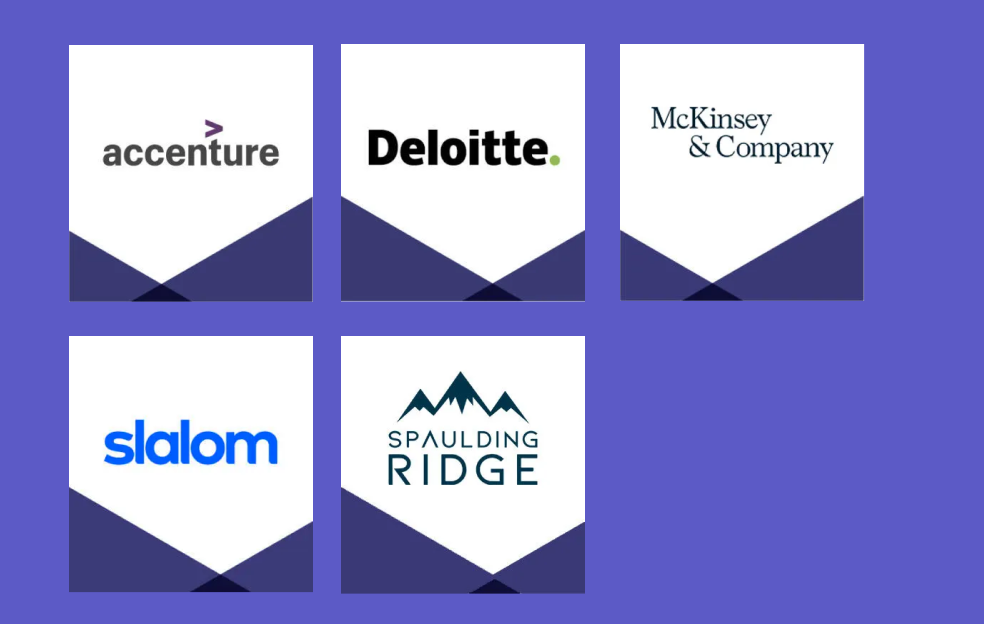 accenture
Deloitte.
McKinsey
& Company
slalom
SPAULDING
RIDGE